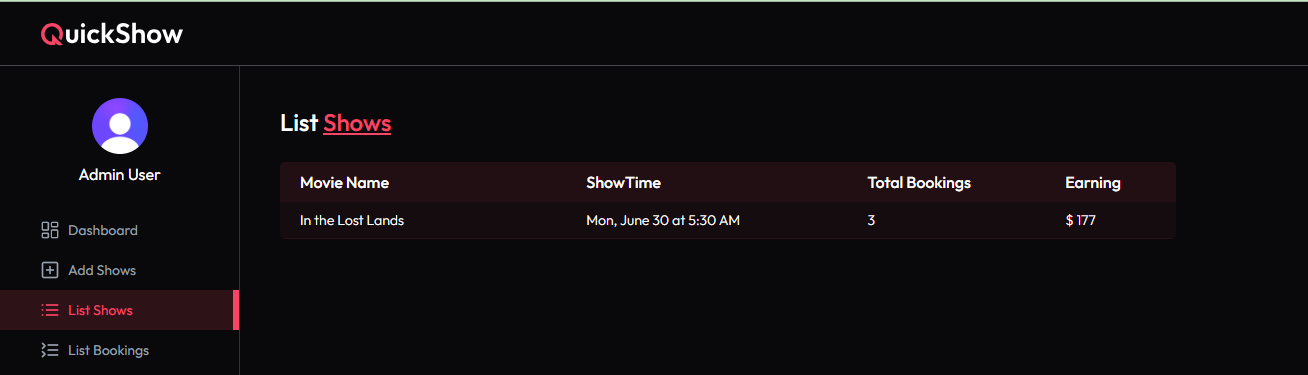 QuickShow
Admin User
Dashboard
Add Shows
List Shows
List Bookings
List Shows
Movie Name ShowTime Total Bookings Earning
In the Lost Lands Mon, June 30 at 5:30 AM 3 $ 177